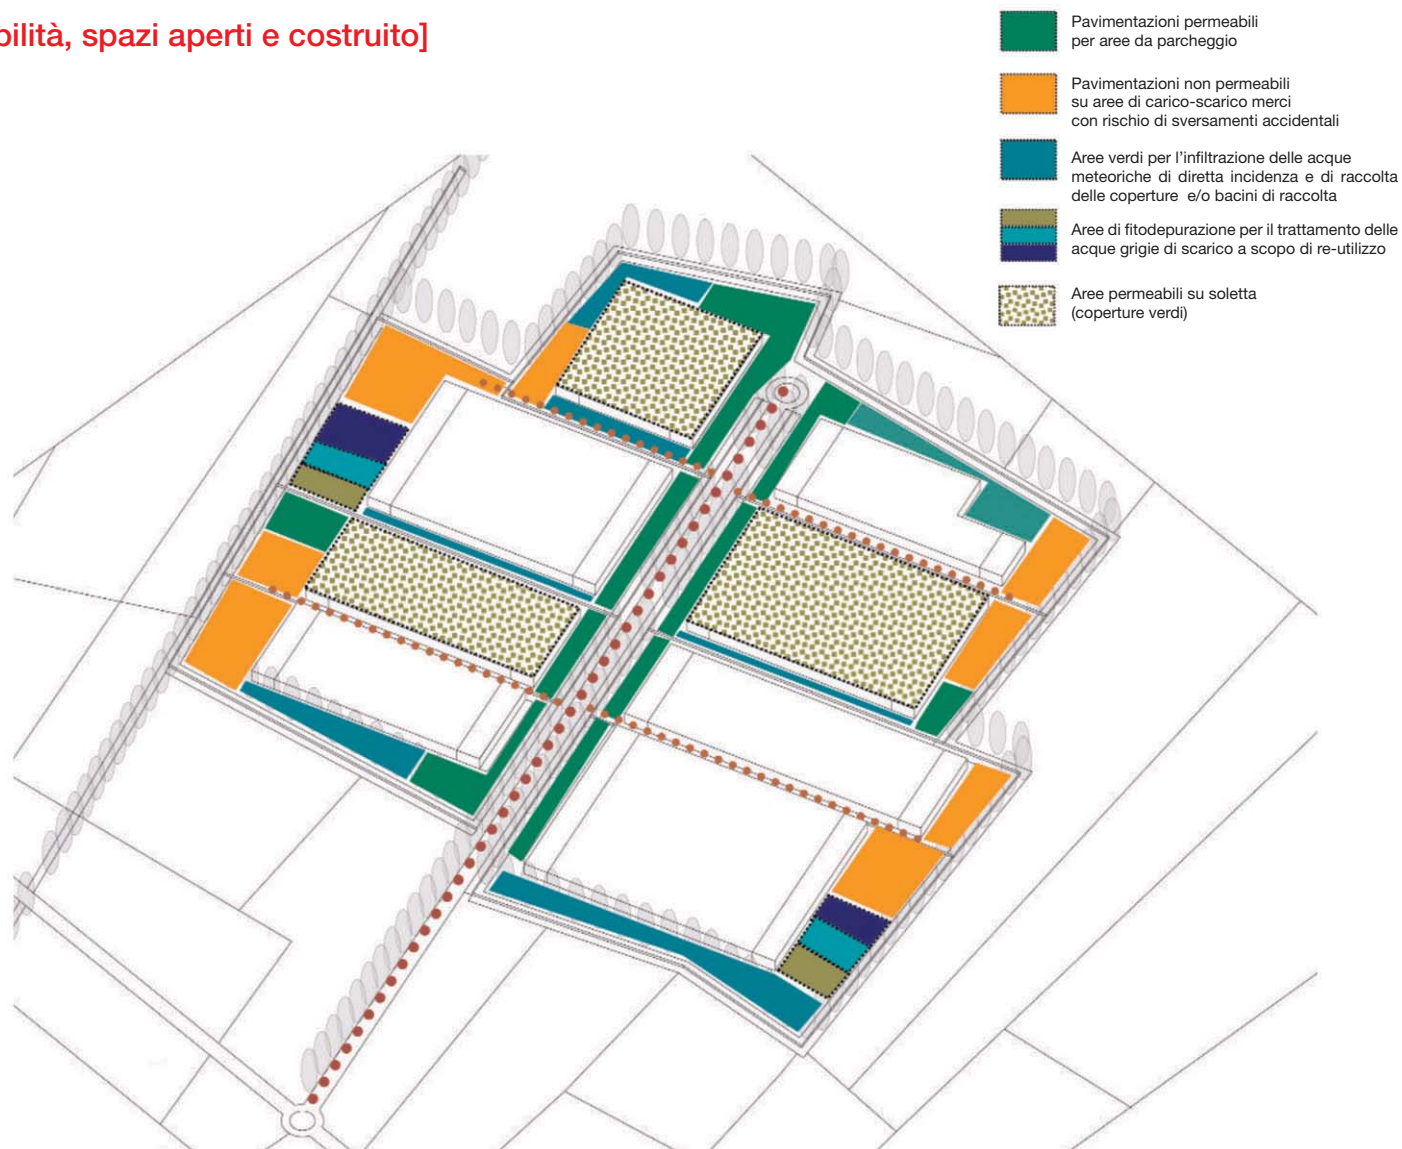 bilità, spazi aperti e costruito]
Pavimentazioni permeabili
per aree da parcheggio
Pavimentazioni non permeabili
su aree di carico-scarico merci
con rischio di sversamenti accidentali
Aree verdi per l'infiltrazione delle acque
meteoriche di diretta incidenza e di raccolta
delle coperture e/o bacini di raccolta
Aree di fitodepurazione per il trattamento delle
acque grigie di scarico a scopo di re-utilizzo
Aree permeabili su soletta
(coperture verdi)